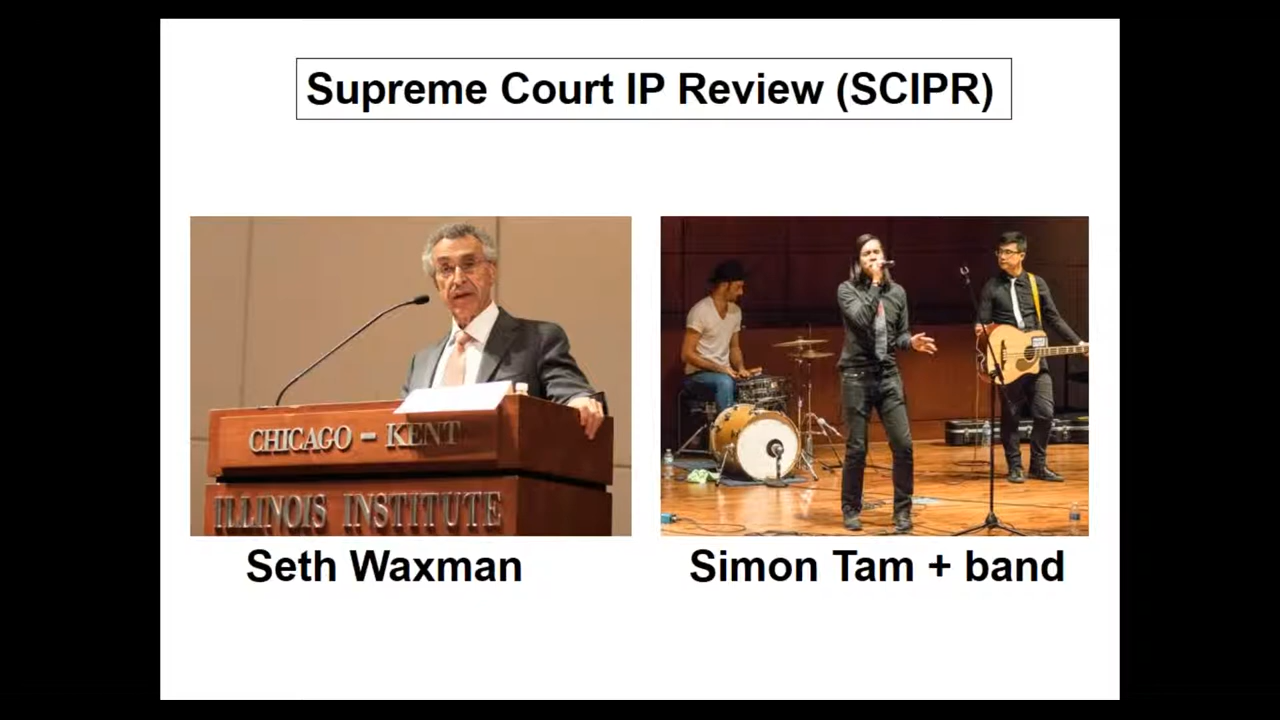 Supreme Court IP Review (SCIPR)
CHICAGO – KENT
ILLINOIS INSTITUTE
Seth Waxman
Simon Tam + band